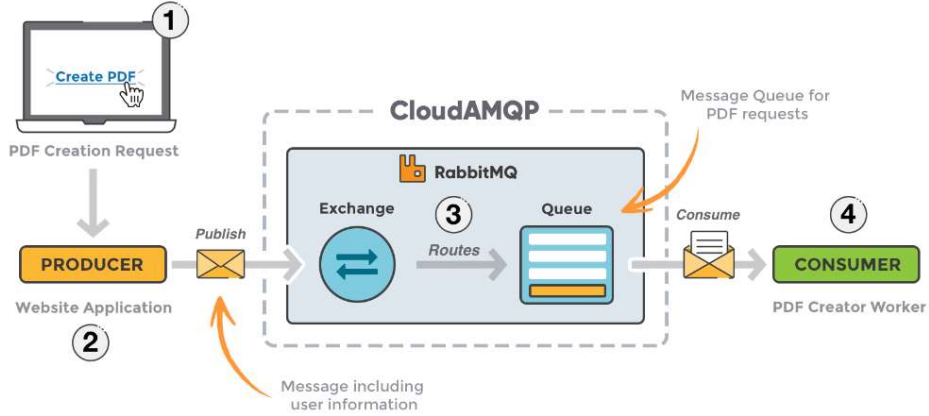 1
Create PDF
PDF Creation Request
CloudAMQP
Message Queue for
PDF requests
RabbitMQ
Exchange
3
Queue
Routes
Publish
Consume
4
PRODUCER
CONSUMER
Website Application
PDF Creator Worker
2
Message including
user information